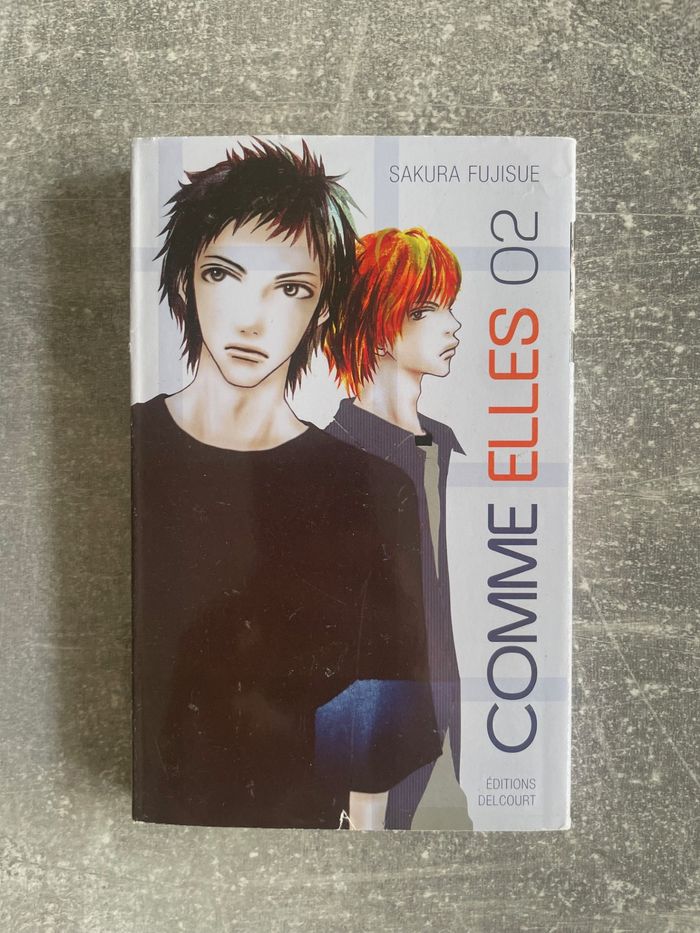 SAKURA FUJISUE
COMME ELLES 02
ÉDITIONS
DELCOURT